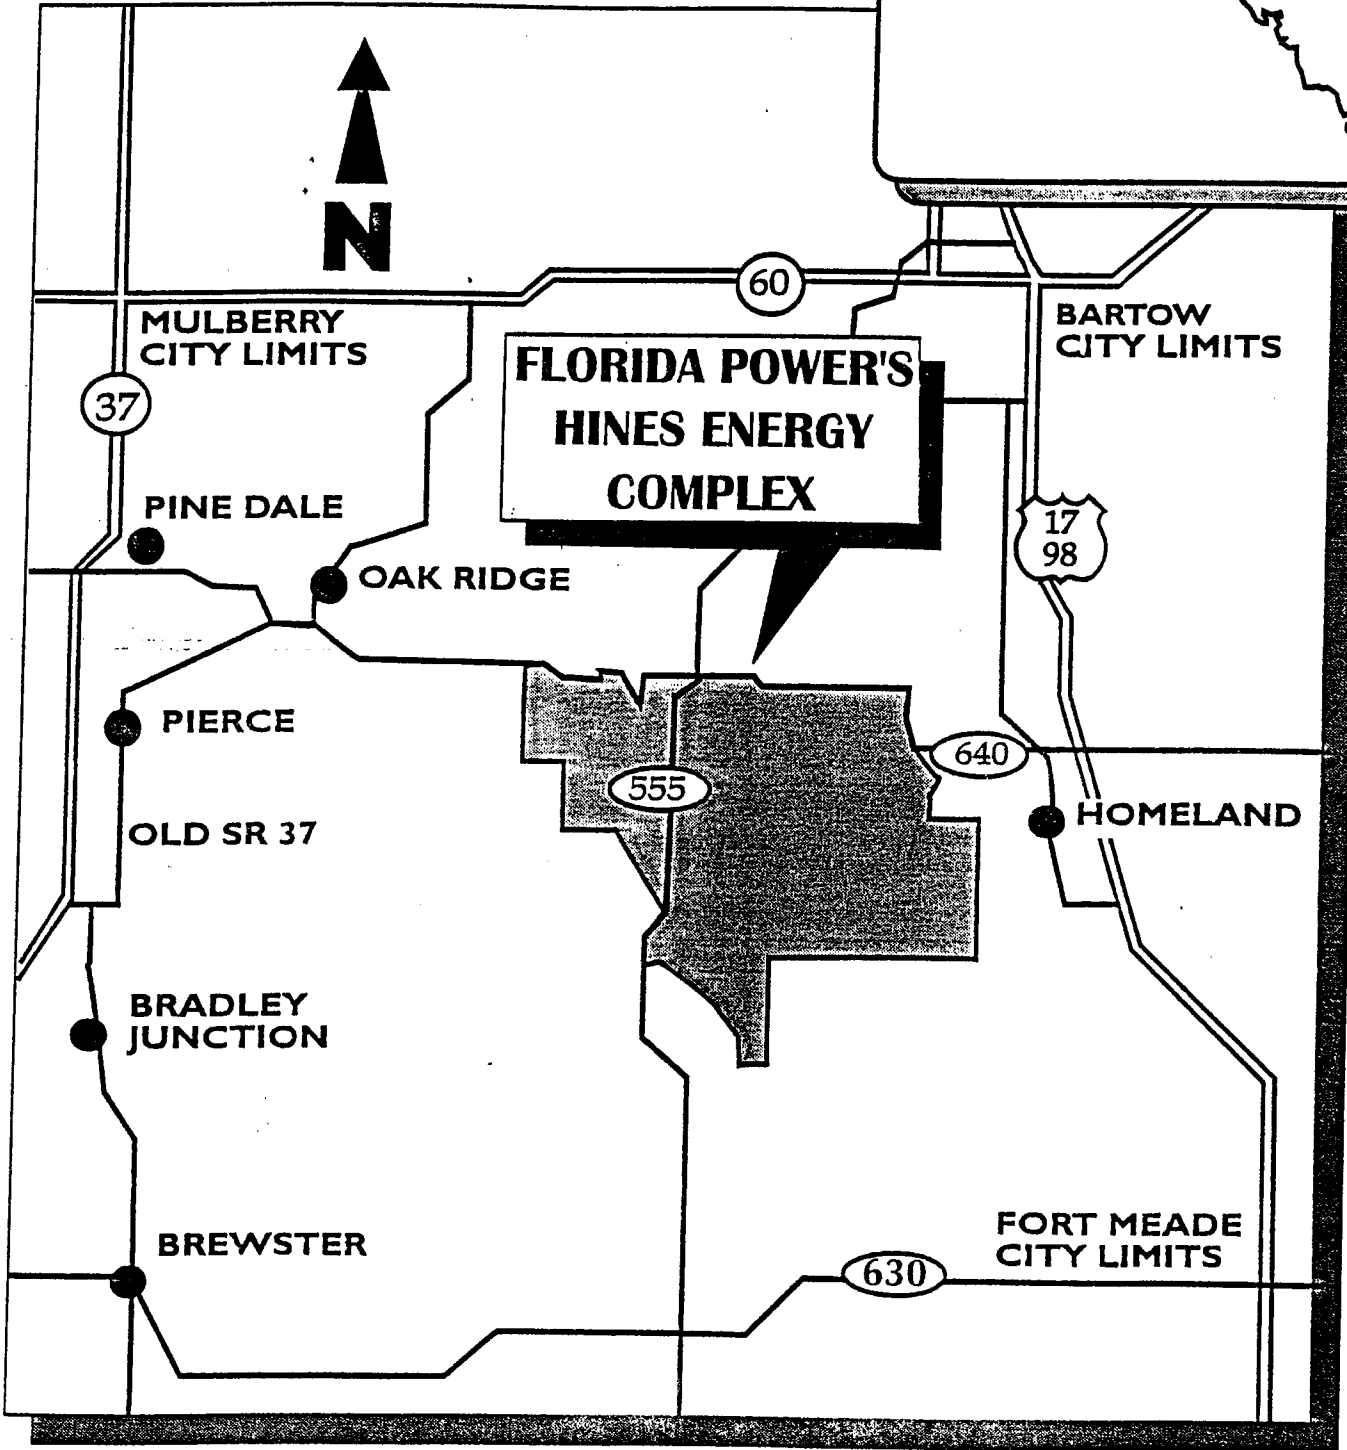 N
60
MULBERRY
CITY LIMITS
BARTOW
CITY LIMITS
FLORIDA POWER'S
HINES ENERGY
COMPLEX
37
PINE DALE
17
98
OAK RIDGE
PIERCE
640
555
HOMELAND
OLD SR 37
BRADLEY
JUNCTION
FORT MEADE
CITY LIMITS
BREWSTER
630